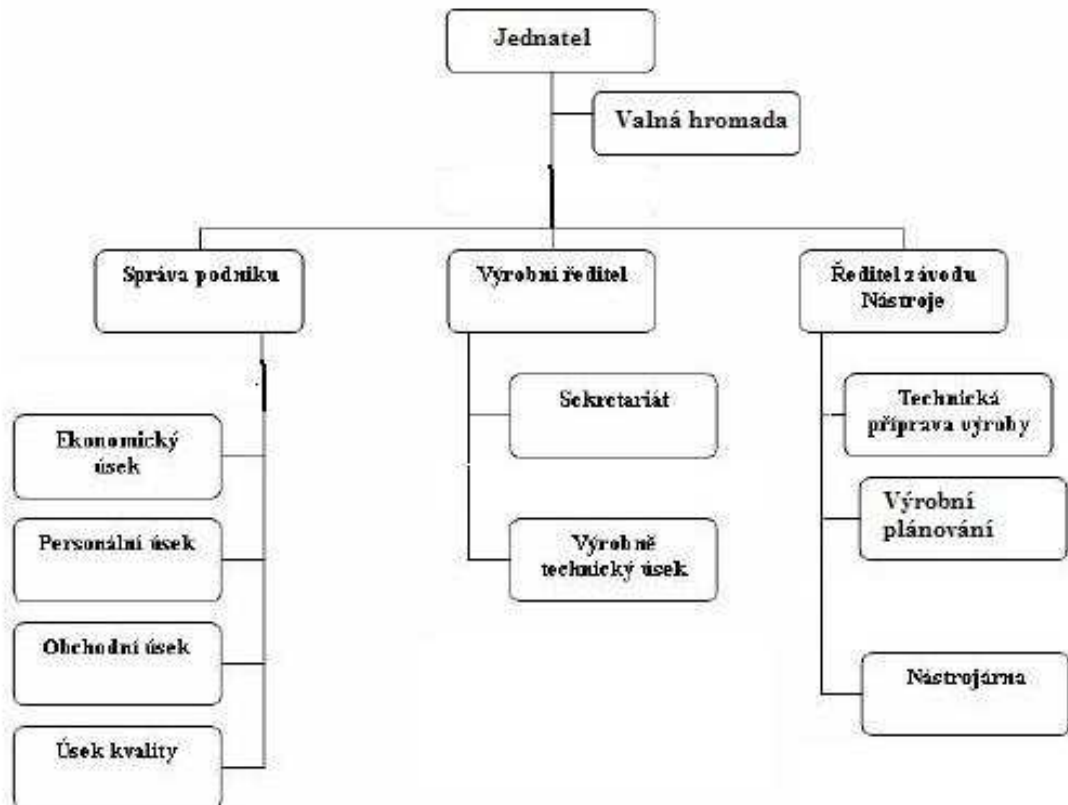 Jednatel
Valná hromada
Správa podniku
Výrobní ředitel
Ředitel závodu
Nástroje
Ekonomický
úsek
Personální úsek
Obchodní úsek
Úsek kvality
Sekretariát
Výrobně
technický úsek
Technická
příprava výroby
Výrobní
plánování
Nástrojárna